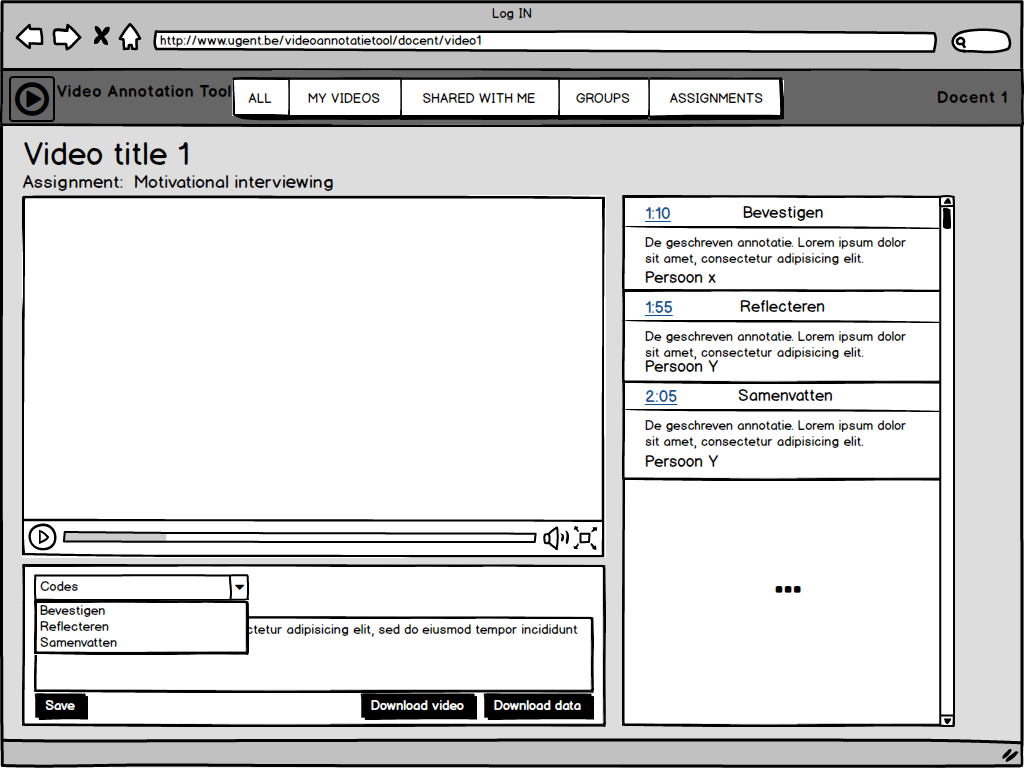 Log IN
http://www.ugent.be/videoannotatietool/docent/video1
Video Annotation Tool
ALL
MY VIDEOS
SHARED WITH ME
GROUPS
ASSIGNMENTS
Docent 1
Video title 1
Assignment: Motivational interviewing
1:10 Bevestigen
De geschreven annotatie. Lorem ipsum dolor
sit amet, consectetur adipisicing elit.
Persoon x
1:55 Reflecteren
De geschreven annotatie. Lorem ipsum dolor
sit amet, consectetur adipisicing elit.
Persoon Y
2:05 Samenvatten
De geschreven annotatie. Lorem ipsum dolor
sit amet, consectetur adipisicing elit.
Persoon Y
...
Codes
Bevestigen
Reflecteren
Samenvatten
ctetur adipisicing elit, sed do eiusmod tempor incididunt
Save
Download video
Download data